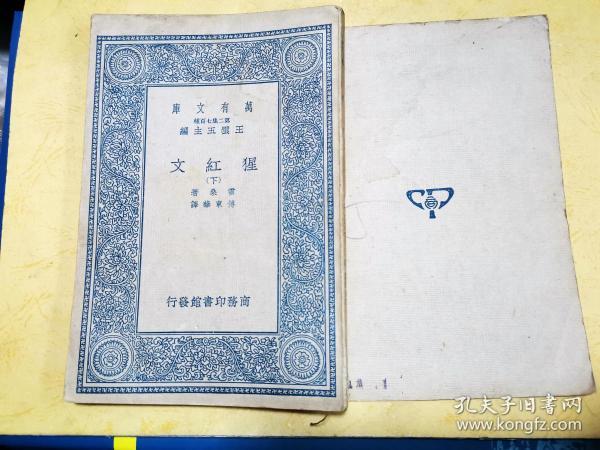 萬有文庫
第二集七百種
王雲五主編
猩紅文
（下）
霍桑著
傅東華譯
商務印書館發行
孔夫子旧书网
www.kongfz.com